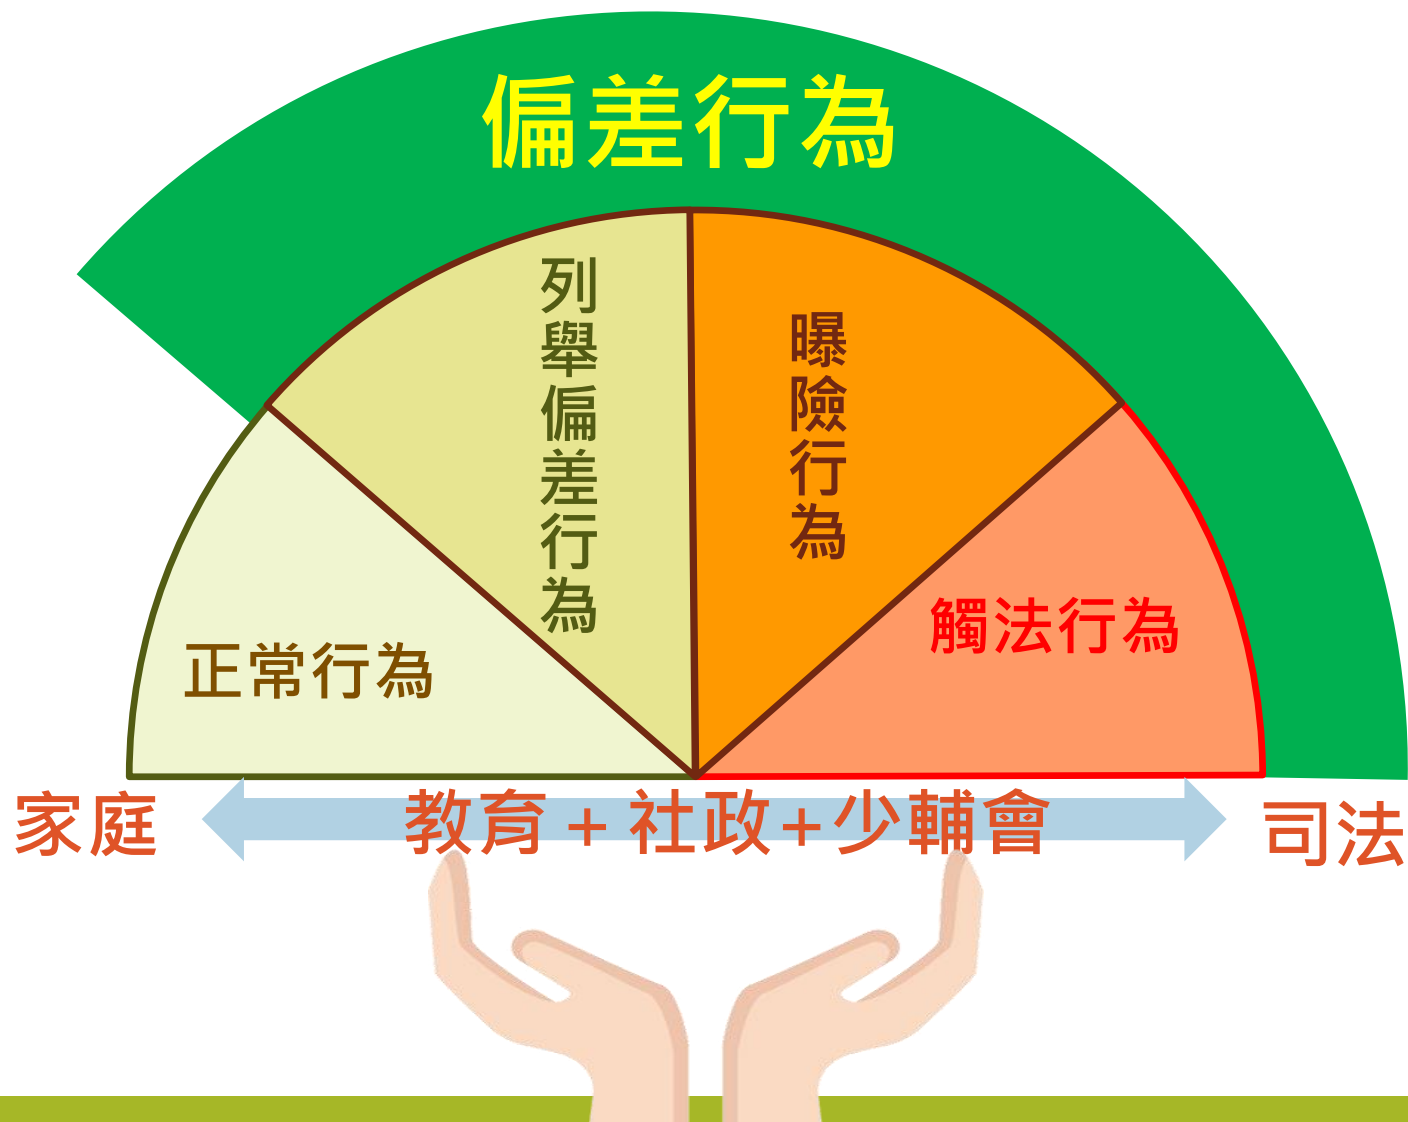 偏差行為
列舉偏差行為
曝險行為
正常行為
觸法行為
家庭
教育+社政+少輔會
司法